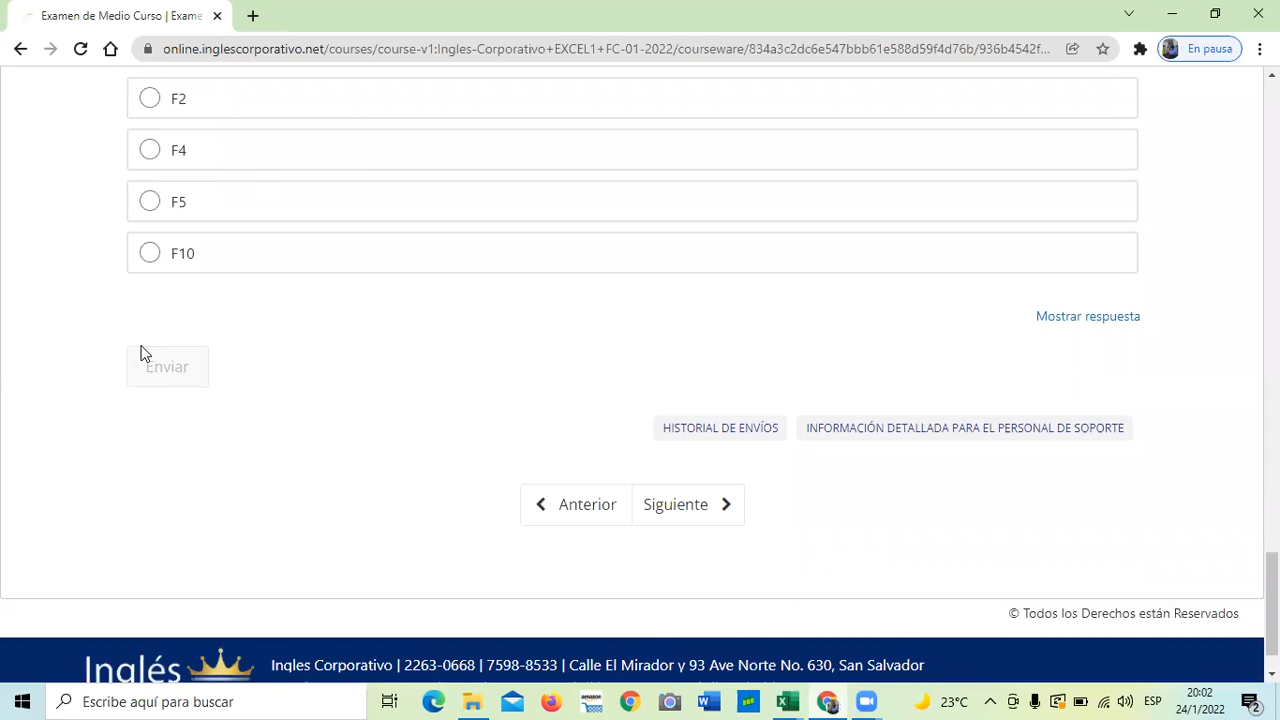 Examen de Medio Curso | Exame
online.inglescorporativo.net/courses/course-v1:Ingles-Corporativo+EXCEL1+FC-01-2022/courseware/834a3c2dc6e547bbb61e588d59f4d76b/936b4542f...
En pausa
F2
F4
F5
F10
Mostrar respuesta
Enviar
HISTORIAL DE ENVÍOS
INFORMACIÓN DETALLADA PARA EL PERSONAL DE SOPORTE
Anterior
Siguiente
© Todos los Derechos están Reservados
Inglés
Ingles Corporativo | 2263-0668 | 7598-8533 | Calle El Mirador y 93 Ave Norte No. 630, San Salvador
Escribe aquí para buscar
amazon
23°C
ESP
20:02
24/1/2022
2